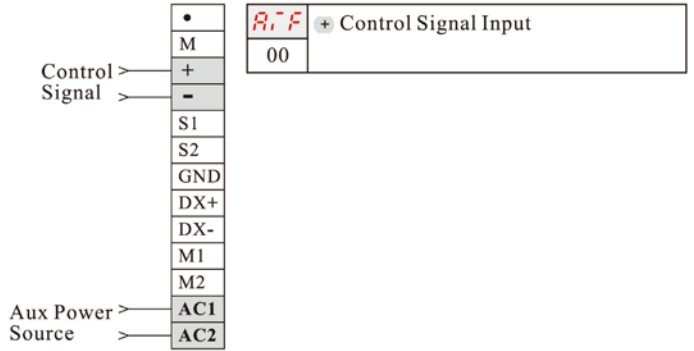 •
M
+
-
S1
S2
GND
DX+
DX-
M1
M2
AC1
AC2
Control
Signal
Aux Power
Source
+ Control Signal Input
00